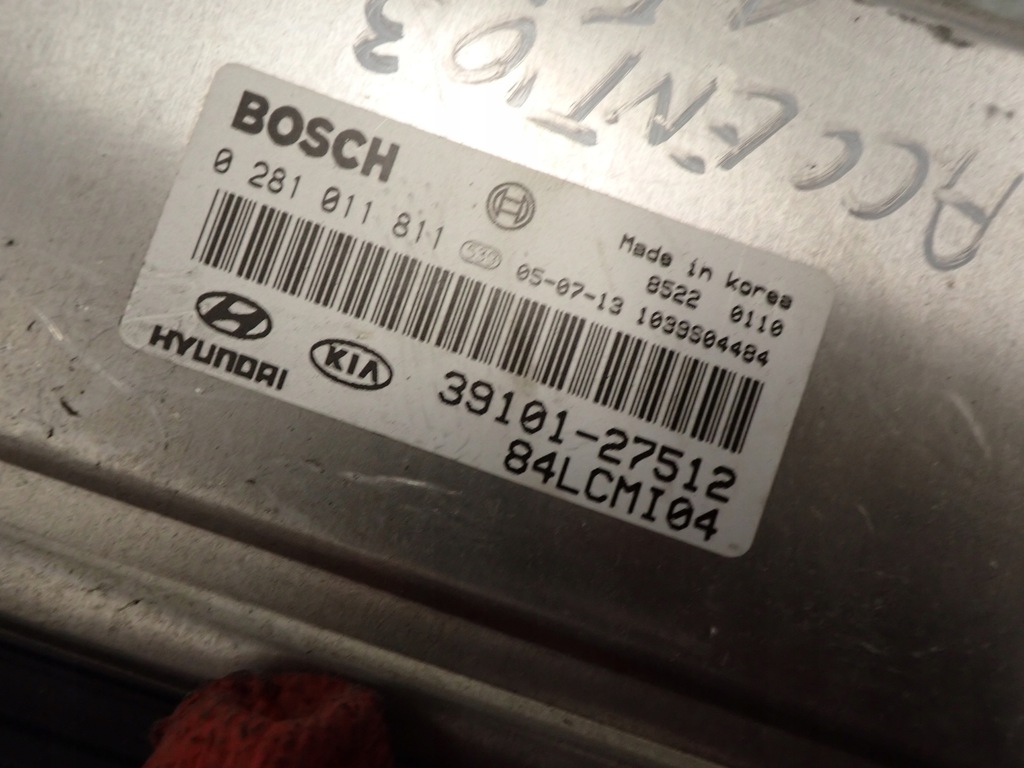 ACCENT 03
BOSCH
0 281 011 811
Made in korea
8522 0110
05-07-13 1039S04484
HYUNDAI
KIA
39101-27512
84LCMI04